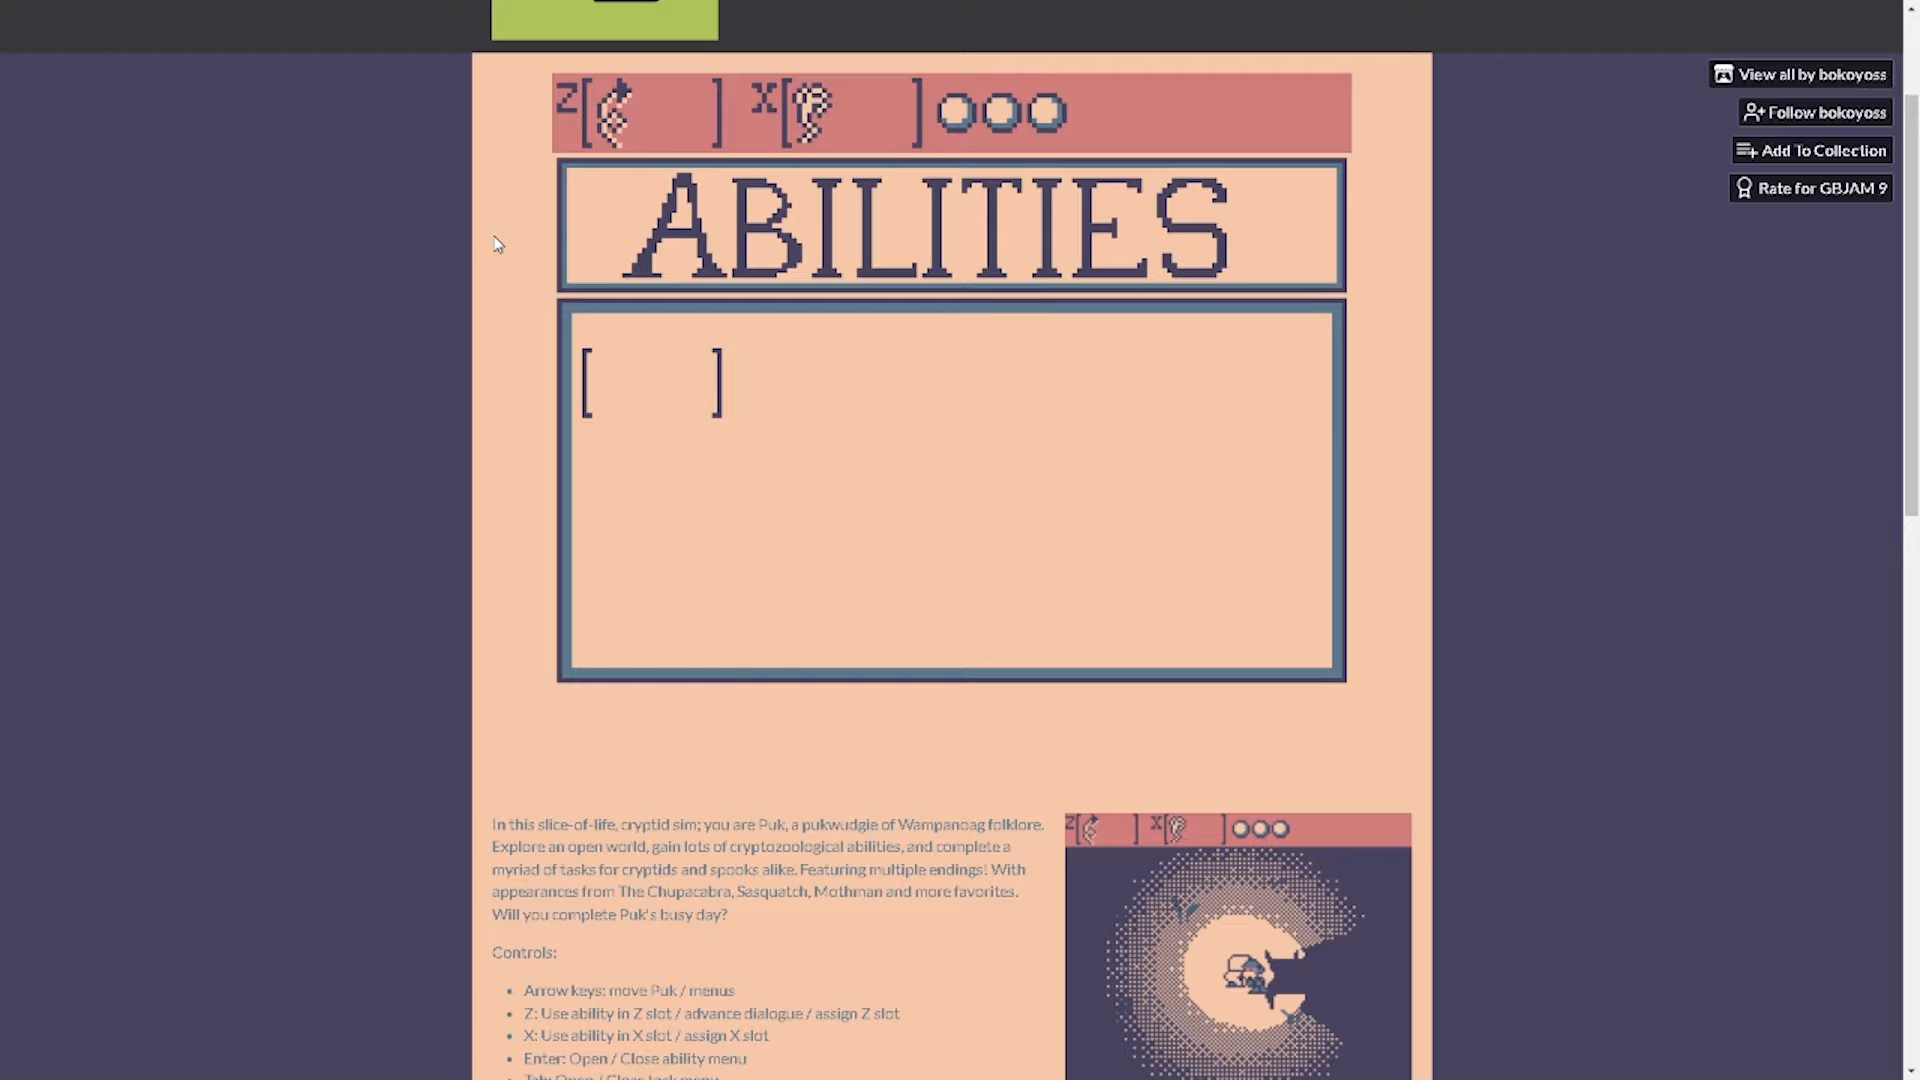 View all by bokoyoss
Follow bokoyoss
Add To Collection
Rate for GBJAM 9
Z[ ] X[ ]
ABILITIES
[ ]
In this slice-of-life, cryptid sim; you are Puk, a pukwudgie of Wampanoag folklore.
Explore an open world, gain lots of cryptozoological abilities, and complete a
myriad of tasks for cryptids and spooks alike. Featuring multiple endings! With
appearances from The Chupacabra, Sasquatch, Mothman and more favorites.
Will you complete Puk's busy day?
Z[ ] X[ ]
Controls:
• Arrow keys: move Puk / menus
• Z: Use ability in Z slot / advance dialogue / assign Z slot
• X: Use ability in X slot / assign X slot
• Enter: Open / Close ability menu